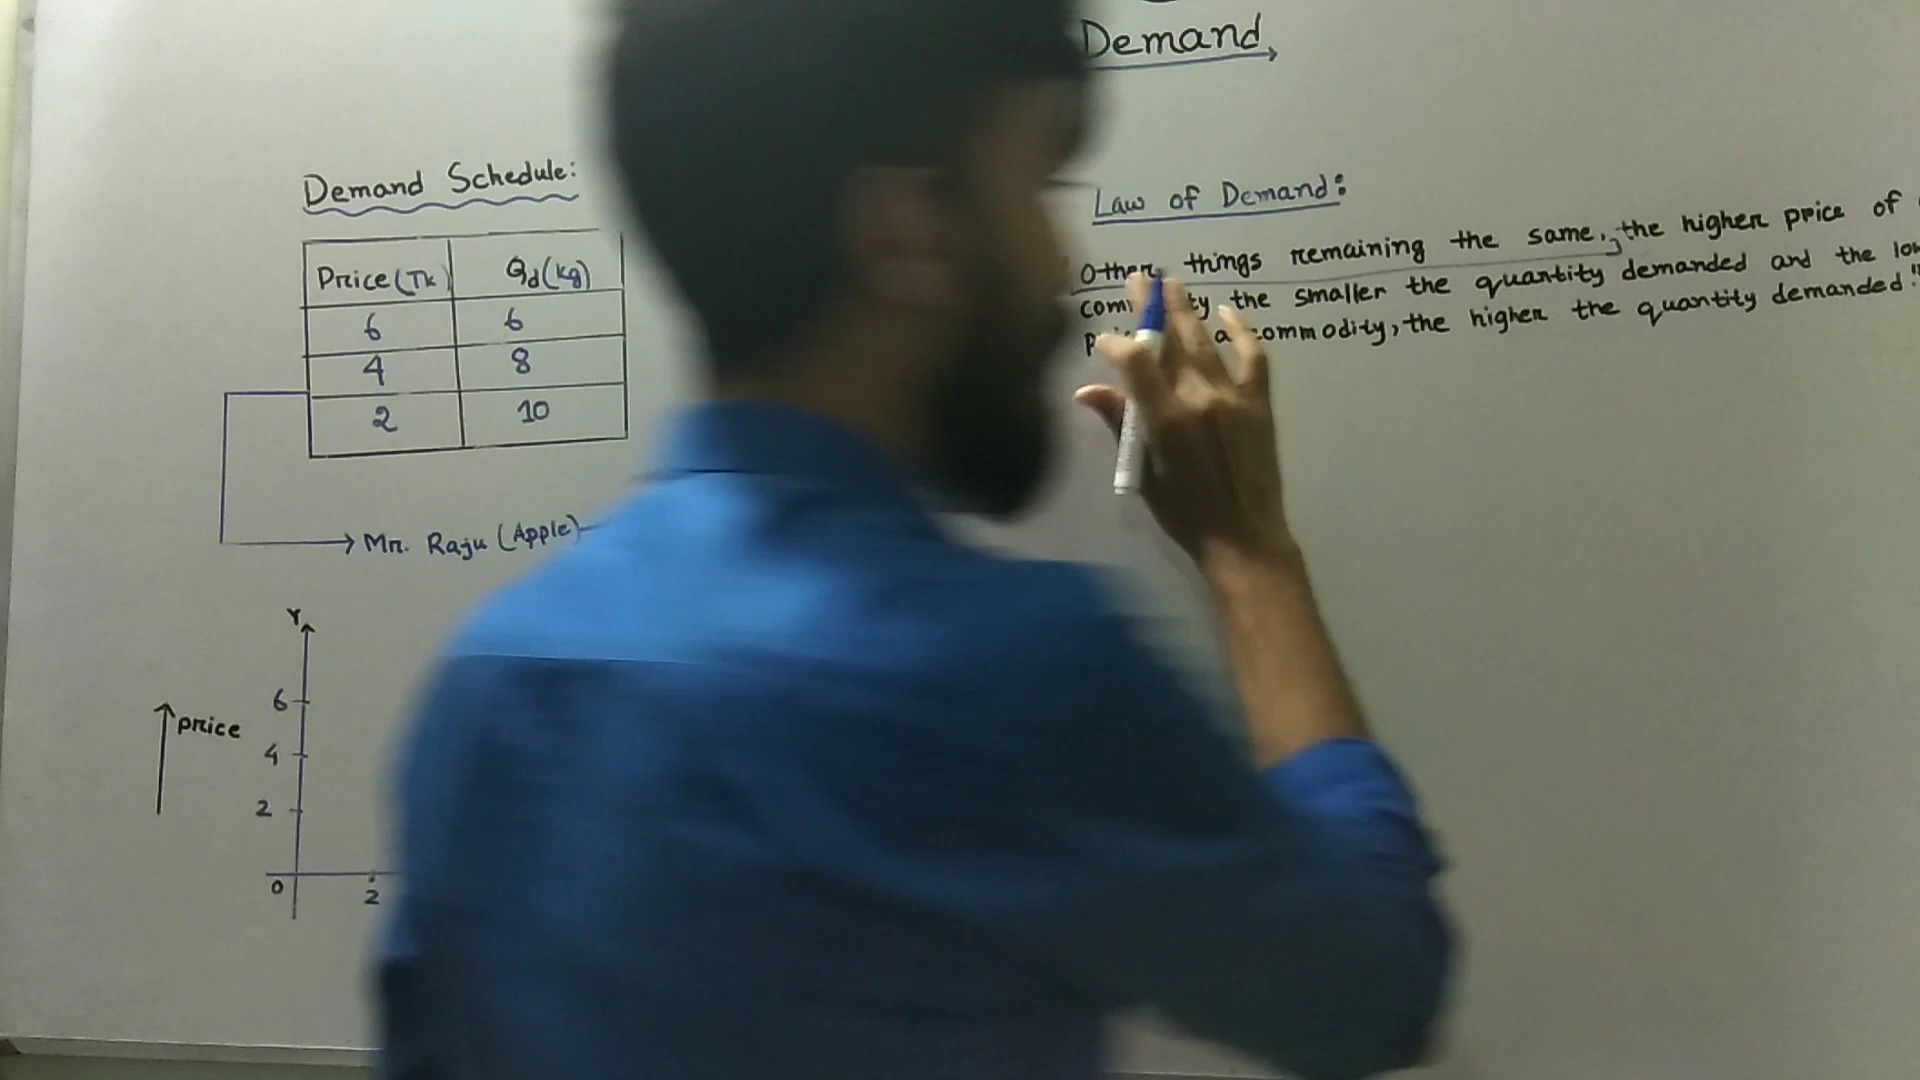 Demand
Demand Schedule:
Price (Tk) Qd (kg)
6 6
4 8
2 10
Mr. Raju (Apple)
Y
6
price
4
2
0
2
Law of Demand:
Other things remaining the same, the higher price of
the smaller the quantity demanded and the
a commodity, the higher the quantity demanded."